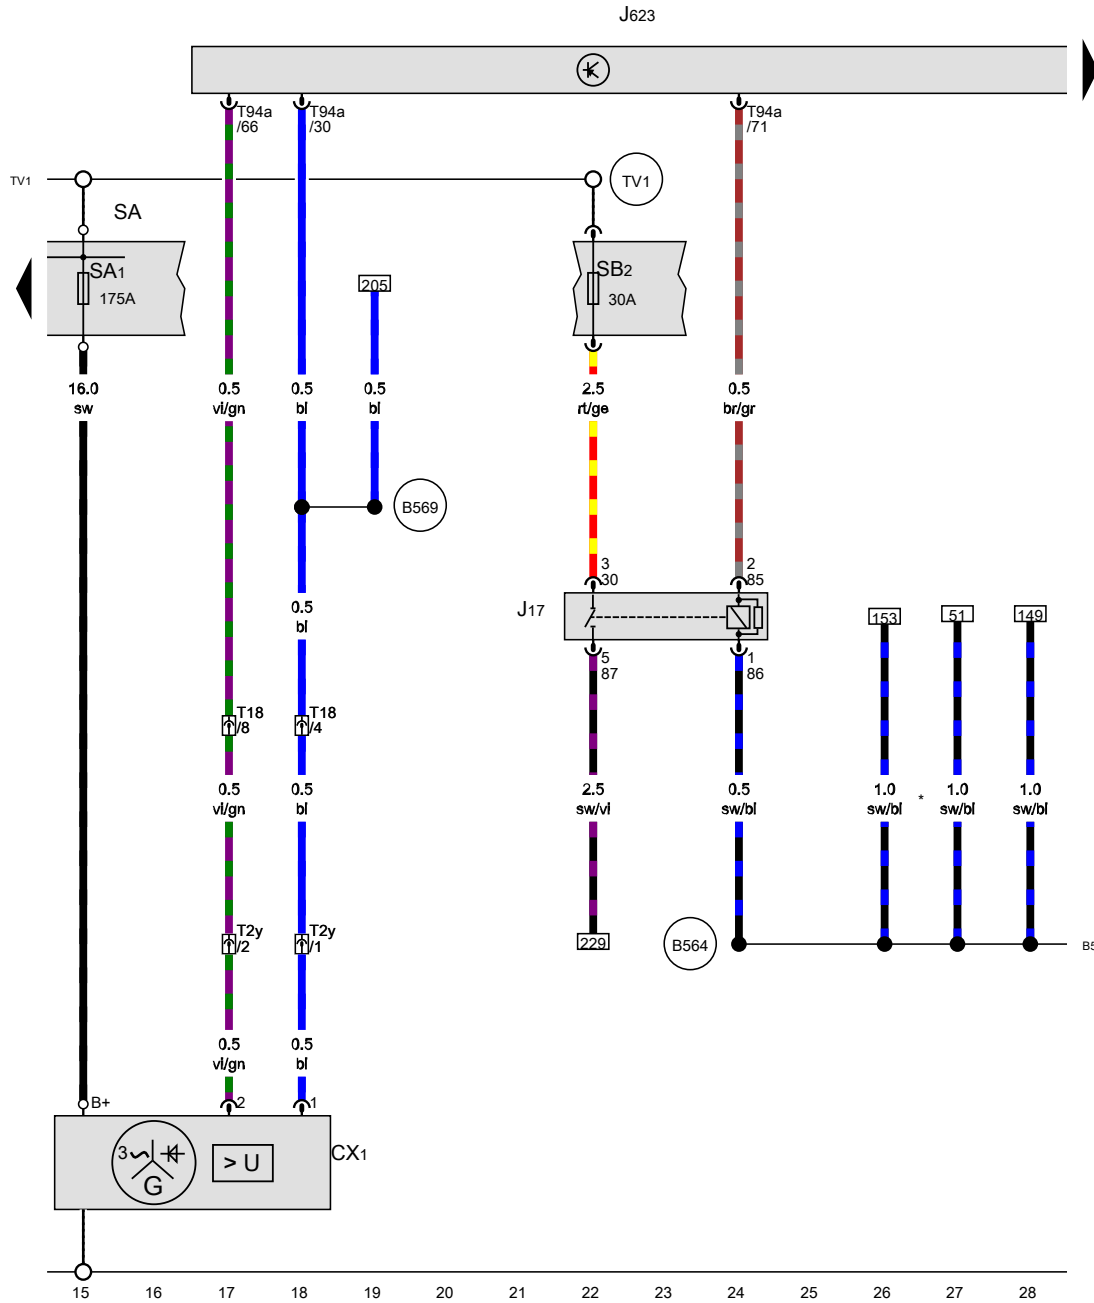 J623
T94a
/66
T94a
/30
T94a
/71
TV1
TV1
SA
SA1
175A
SB2
30A
205
16.0
sw
0.5
vi/gn
0.5
bl
0.5
bl
2.5
rt/ge
0.5
br/gr
B569
3
30
2
85
J17
5
87
1
86
0.5
bl
153
51
149
T18
/8
T18
/4
0.5
vi/gn
0.5
bl
2.5
sw/vi
0.5
sw/bl
1.0
sw/bl
*
1.0
sw/bl
1.0
sw/bl
T2y
/2
T2y
/1
229
B564
B5
0.5
vi/gn
0.5
bl
B+
2
1
3
G
> U
CX1
15 16 17 18 19 20 21 22 23 24 25 26 27 28